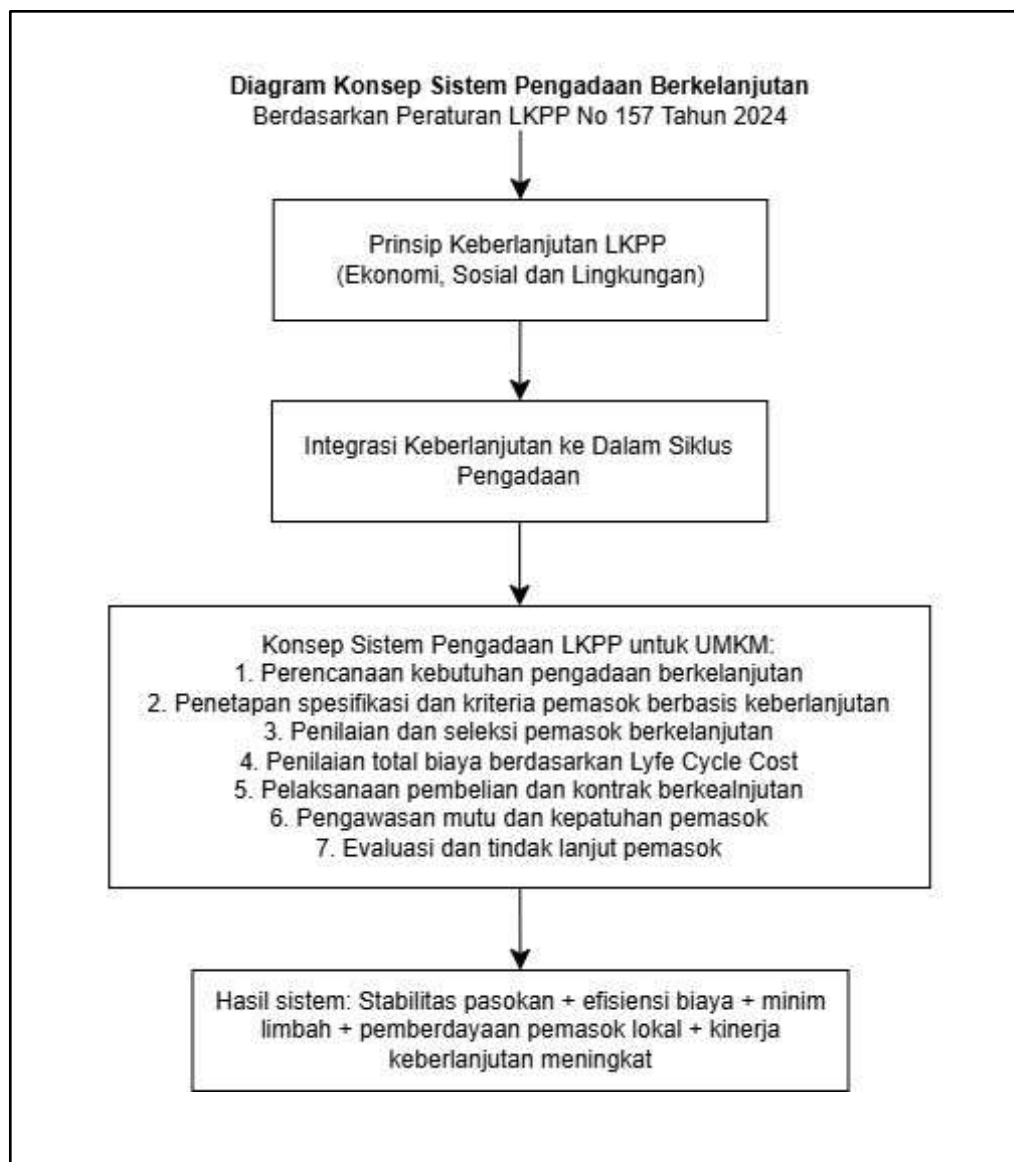 Diagram Konsep Sistem Pengadaan Berkelanjutan
Berdasarkan Peraturan LKPP No 157 Tahun 2024
Prinsip Keberlanjutan LKPP
(Ekonomi, Sosial dan Lingkungan)
Integrasi Keberlanjutan ke Dalam Siklus
Pengadaan
Konsep Sistem Pengadaan LKPP untuk UMKM:
1. Perencanaan kebutuhan pengadaan berkelanjutan
2. Penetapan spesifikasi dan kriteria pemasok berbasis keberlanjutan
3. Penilaian dan seleksi pemasok berkelanjutan
4. Penilaian total biaya berdasarkan Lyfe Cycle Cost
5. Pelaksanaan pembelian dan kontrak berkealnjutan
6. Pengawasan mutu dan kepatuhan pemasok
7. Evaluasi dan tindak lanjut pemasok
Hasil sistem: Stabilitas pasokan + efisiensi biaya + minim
limbah + pemberdayaan pemasok lokal + kinerja
keberlanjutan meningkat